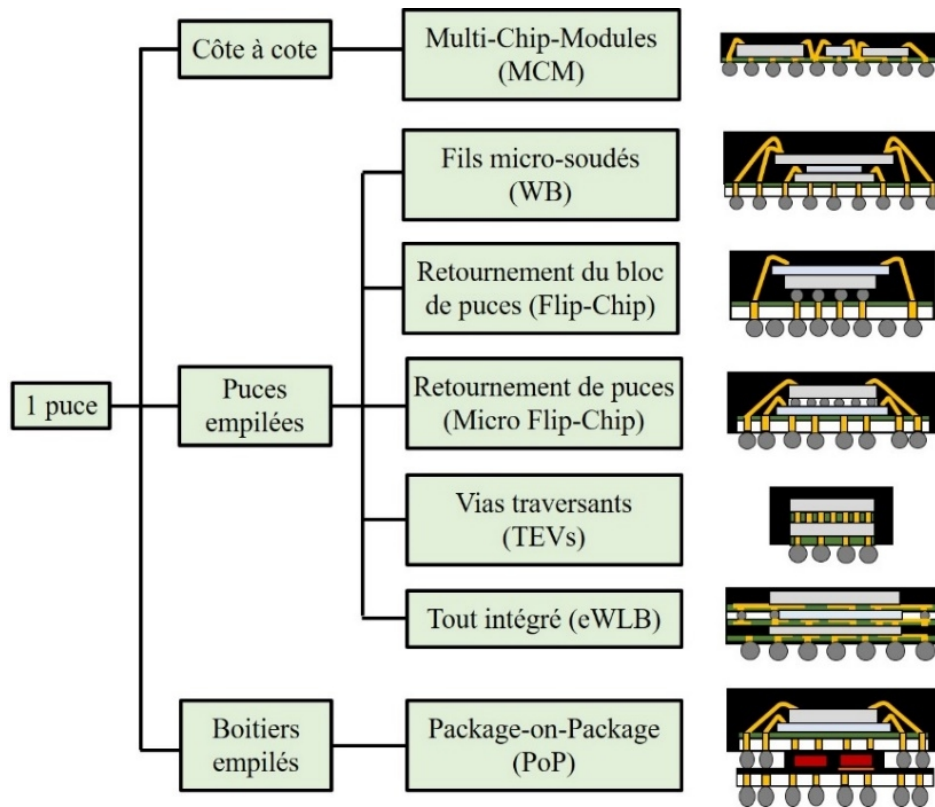 Côte à cote
Multi-Chip-Modules
(MCM)
Fils micro-soudés
(WB)
Retournement du bloc
de puces (Flip-Chip)
1 puce
Puces
empilées
Retournement de puces
(Micro Flip-Chip)
Vias traversants
(TEVs)
Tout intégré (eWLB)
Boitiers
empilés
Package-on-Package
(PoP)